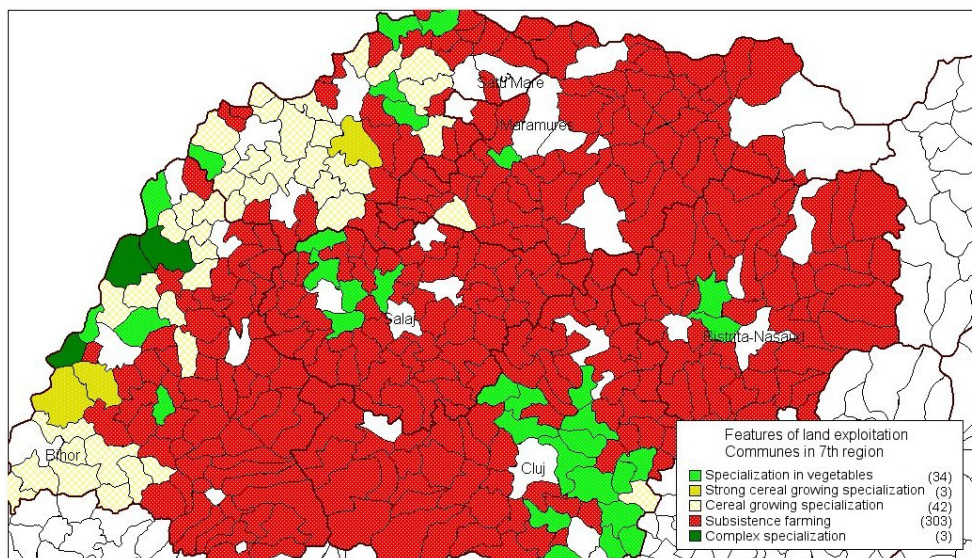 Satu Mare
Maramures
Salaj
Bistrita-Nasaud
Bihor
Cluj
Features of land exploitation
Communes in 7th region
Specialization in vegetables (34)
Strong cereal growing specialization (3)
Cereal growing specialization (42)
Subsistence farming (303)
Complex specialization (3)